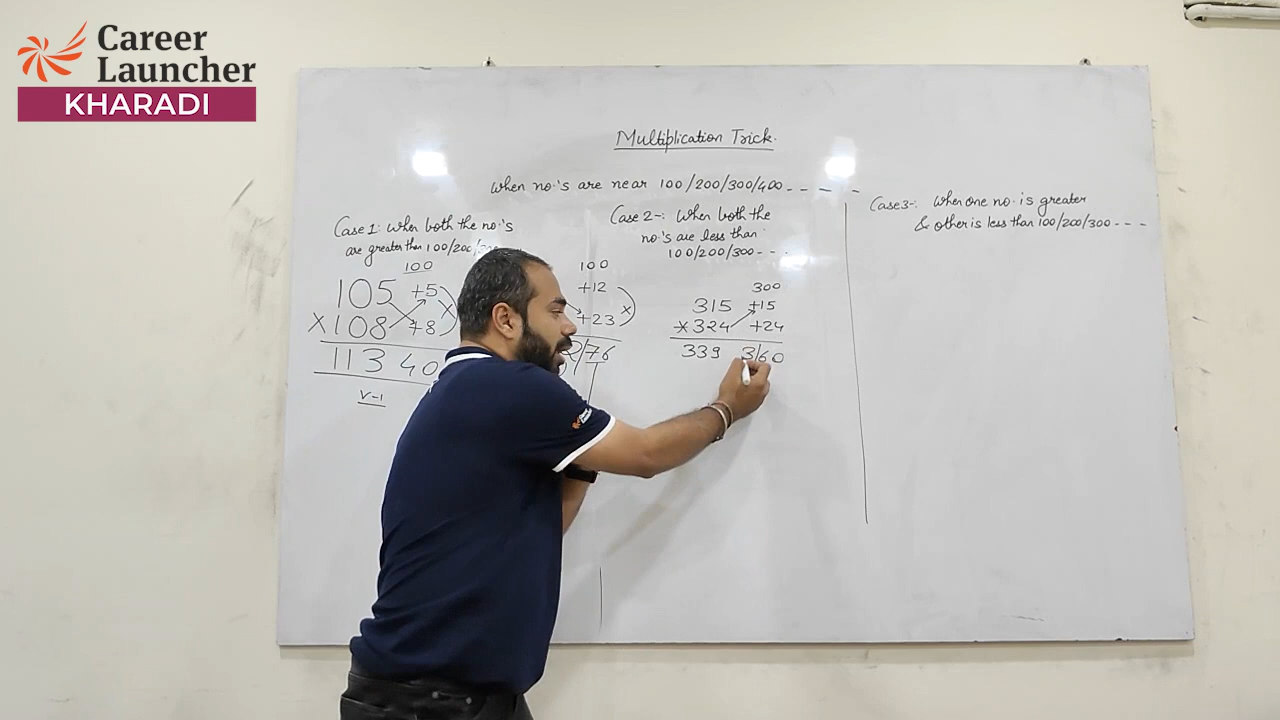 Career
Launcher
KHARADI
Multiplication Trick.
When no.'s are near 100/200/300/400 - - - -
Case 1: When both the no.'s
are greater than 100/200/300
100
105 +5
X 108 +8
113 40
V-1
Case 2-: When both the
no.'s are less than
100/200/300 - - -
100
+12
+23
2/76
300
315 +15
X 324 +24
339 3/60
Case 3-: When one no. is greater
& other is less than 100/200/300 - - -